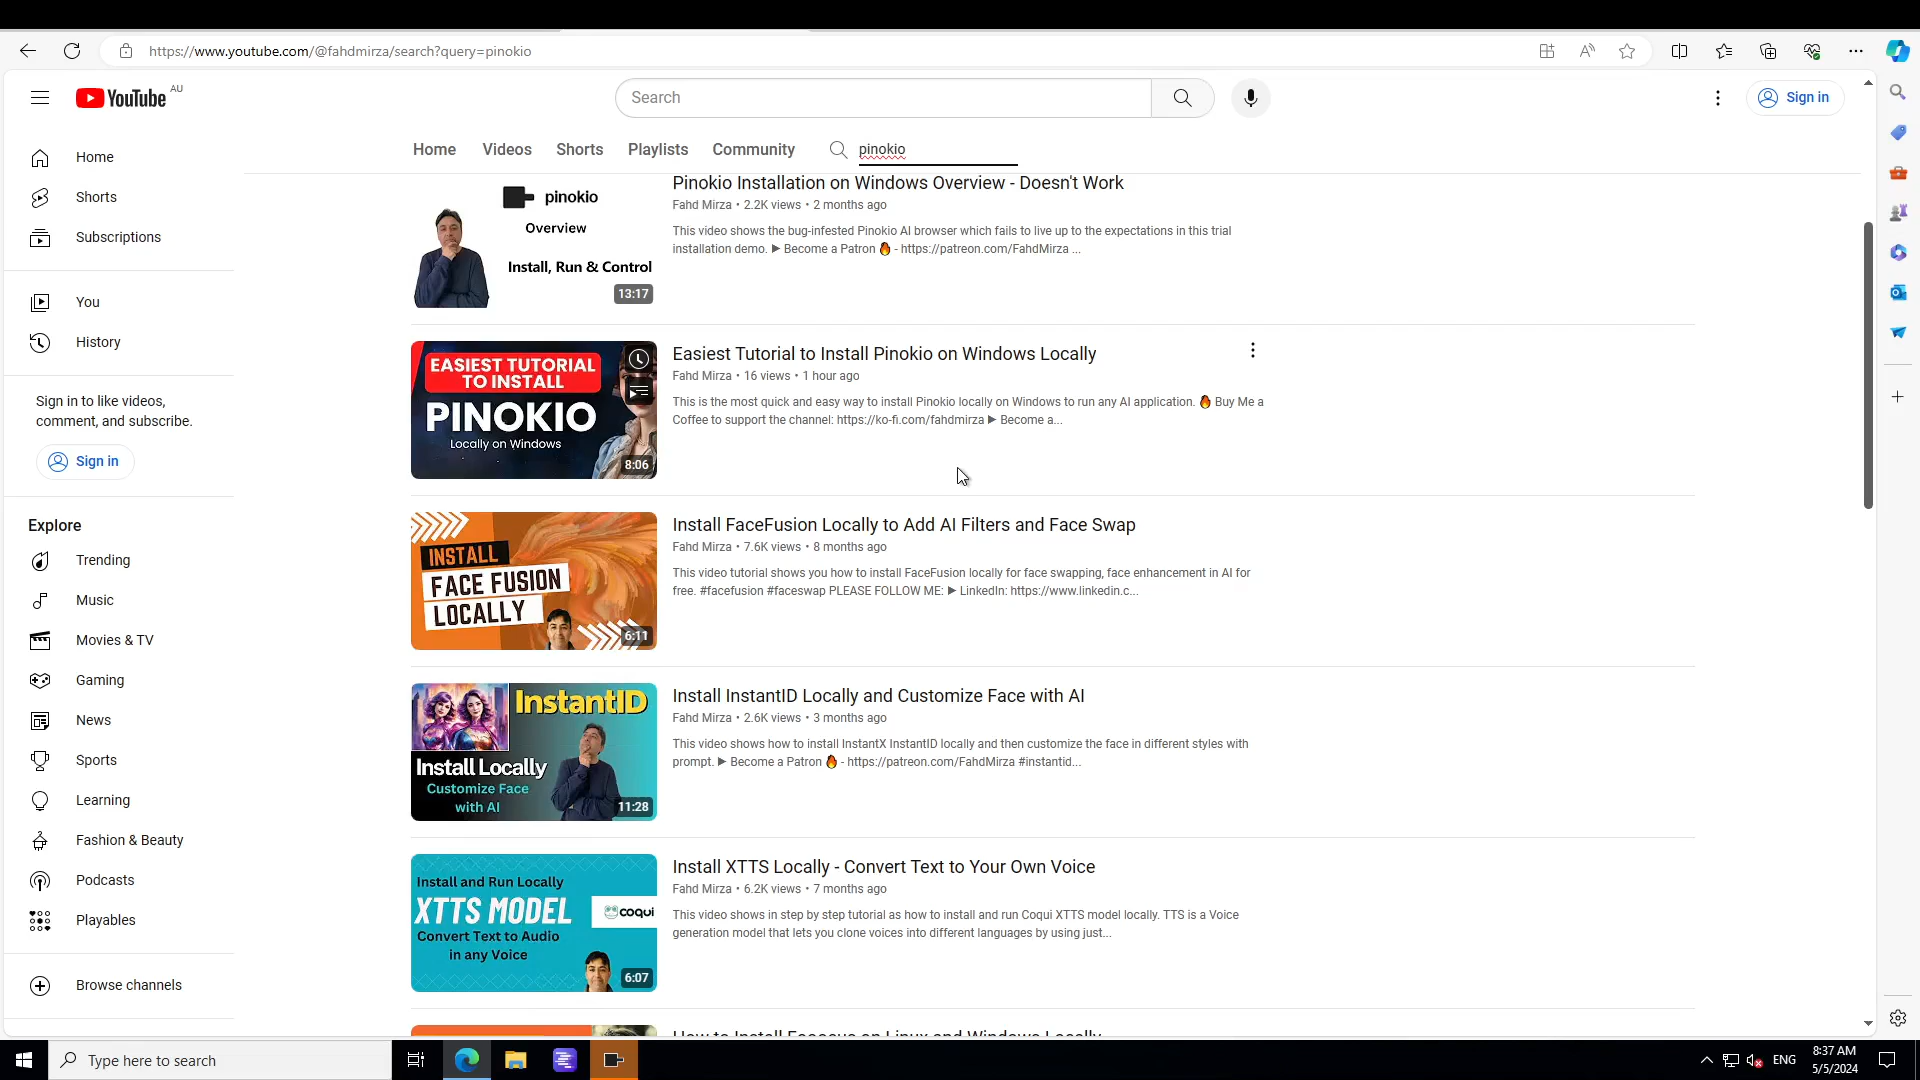 https://www.youtube.com/@fahdmirza/search?query=pinokio
YouTube AU
Search
Sign in
Home
Shorts
Subscriptions
You
History
Sign in to like videos,
comment, and subscribe.
Sign in
Explore
Trending
Music
Movies & TV
Gaming
News
Sports
Learning
Fashion & Beauty
Podcasts
Playables
Browse channels
Home Videos Shorts Playlists Community pinokio
pinokio
Overview
Install, Run & Control
13:17
Pinokio Installation on Windows Overview - Doesn't Work
Fahd Mirza • 2.2K views • 2 months ago
This video shows the bug-infested Pinokio AI browser which fails to live up to the expectations in this trial
installation demo. ▶ Become a Patron 🔥 - https://patreon.com/FahdMirza ...
EASIEST TUTORIAL
TO INSTALL
PINOKIO
Locally on Windows
8:06
Easiest Tutorial to Install Pinokio on Windows Locally
Fahd Mirza • 16 views • 1 hour ago
This is the most quick and easy way to install Pinokio locally on Windows to run any AI application. 🔥 Buy Me a
Coffee to support the channel: https://ko-fi.com/fahdmirza ▶ Become a...
INSTALL
FACE FUSION
LOCALLY
6:11
Install FaceFusion Locally to Add AI Filters and Face Swap
Fahd Mirza • 7.6K views • 8 months ago
This video tutorial shows you how to install FaceFusion locally for face swapping, face enhancement in AI for
free. #facefusion #faceswap PLEASE FOLLOW ME: ▶ LinkedIn: https://www.linkedin.c...
InstantID
Install Locally
Customize Face
with AI
11:28
Install InstantID Locally and Customize Face with AI
Fahd Mirza • 2.6K views • 3 months ago
This video shows how to install InstantX InstantID locally and then customize the face in different styles with
prompt. ▶ Become a Patron 🔥 - https://patreon.com/FahdMirza #instantid...
Install and Run Locally
XTTS MODEL
coqui
Convert Text to Audio
in any Voice
6:07
Install XTTS Locally - Convert Text to Your Own Voice
Fahd Mirza • 6.2K views • 7 months ago
This video shows in step by step tutorial as how to install and run Coqui XTTS model locally. TTS is a Voice
generation model that lets you clone voices into different languages by using just...
How to Install Fooocus on Linux and Windows Locally
Type here to search
ENG
8:37 AM
5/5/2024